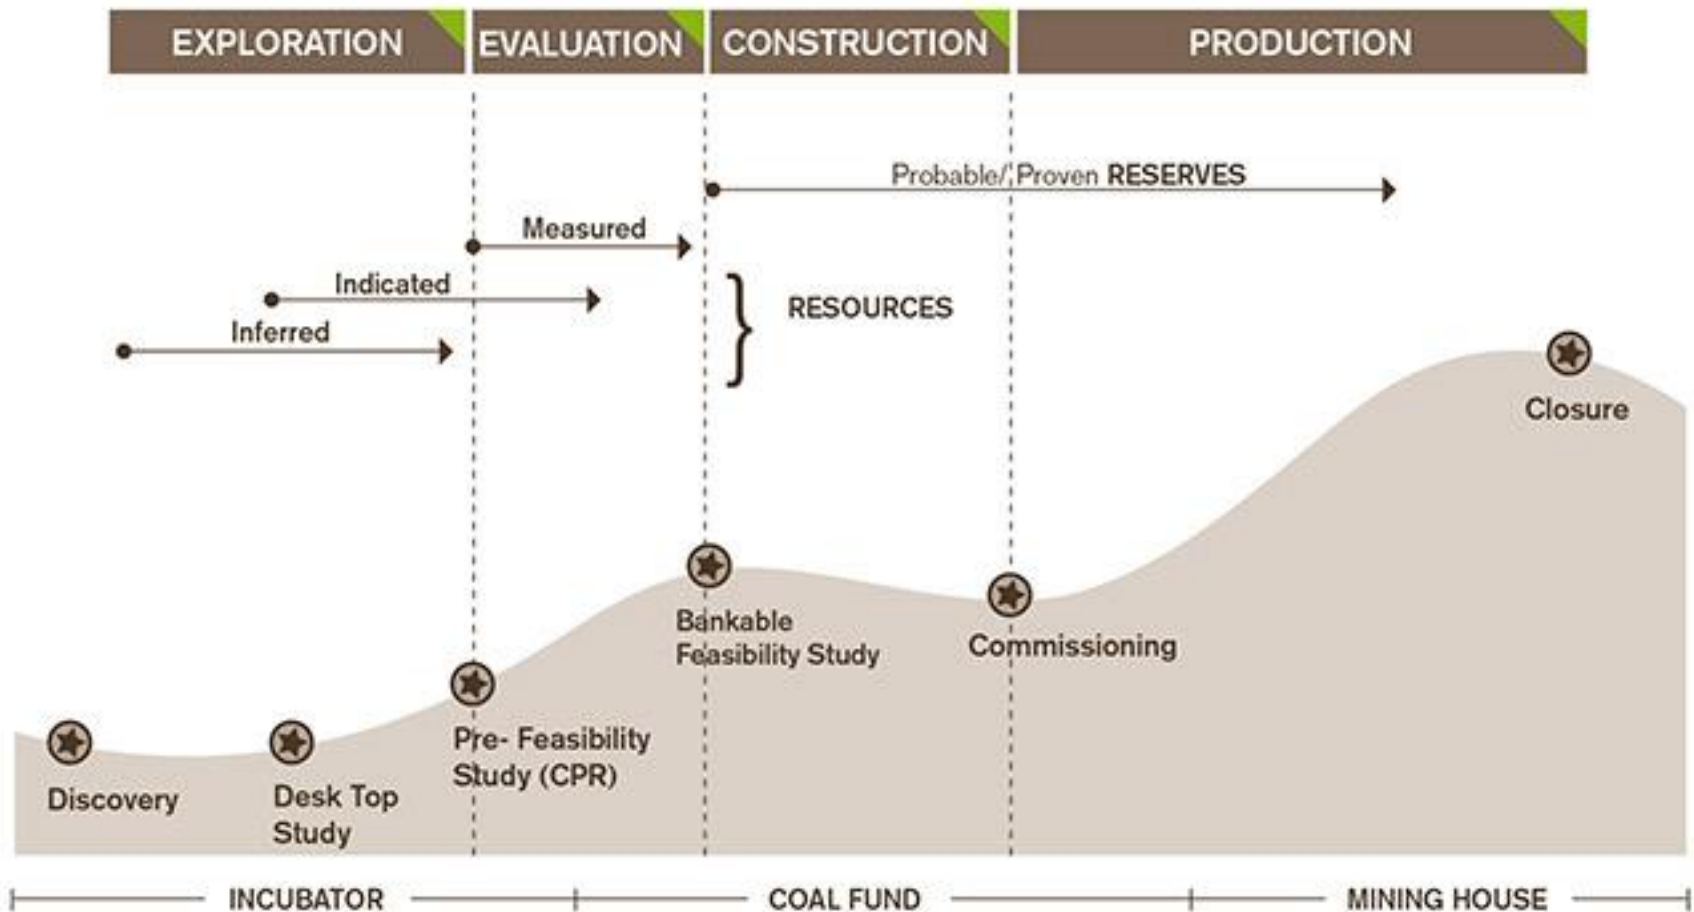 EXPLORATION
EVALUATION
CONSTRUCTION
PRODUCTION
Probable/ Proven RESERVES
Measured
Indicated
RESOURCES
Inferred
Closure
Bankable
Feasibility Study
Commissioning
Pre- Feasibility
Study (CPR)
Discovery
Desk Top
Study
INCUBATOR
COAL FUND
MINING HOUSE